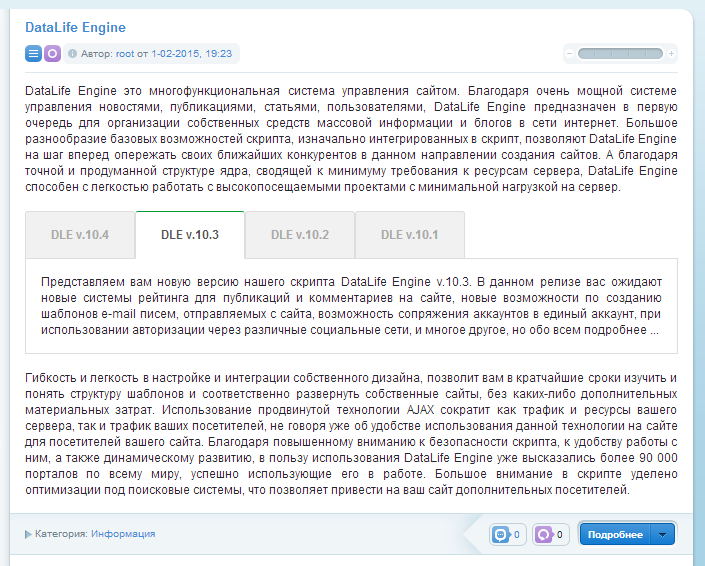 DataLife Engine
Автор: root от 1-02-2015, 19:23
DataLife Engine это многофункциональная система управления сайтом. Благодаря очень мощной системе
управления новостями, публикациями, статьями, пользователями, DataLife Engine предназначен в первую
очередь для организации собственных средств массовой информации и блогов в сети интернет. Большое
разнообразие базовых возможностей скрипта, изначально интегрированных в скрипт, позволяют DataLife Engine
на шаг вперед опережать своих ближайших конкурентов в данном направлении создания сайтов. А благодаря
точной и продуманной структуре ядра, сводящей к минимуму требования к ресурсам сервера, DataLife Engine
способен с легкостью работать с высокопосещаемыми проектами с минимальной нагрузкой на сервер.
DLE v.10.4 DLE v.10.3 DLE v.10.2 DLE v.10.1
Представляем вам новую версию нашего скрипта DataLife Engine v.10.3. В данном релизе вас ожидают
новые системы рейтинга для публикаций и комментариев на сайте, новые возможности по созданию
шаблонов e-mail писем, отправляемых с сайта, возможность сопряжения аккаунтов в единый аккаунт, при
использовании авторизации через различные социальные сети, и многое другое, но обо всем подробнее ...
Гибкость и легкость в настройке и интеграции собственного дизайна, позволит вам в кратчайшие сроки изучить и
понять структуру шаблонов и соответственно развернуть собственные сайты, без каких-либо дополнительных
материальных затрат. Использование продвинутой технологии AJAX сократит как трафик и ресурсы вашего
сервера, так и трафик ваших посетителей, не говоря уже об удобстве использования данной технологии на сайте
для посетителей вашего сайта. Благодаря повышенному вниманию к безопасности скрипта, к удобству работы с
ним, а также динамическому развитию, в пользу использования DataLife Engine уже высказались более 90 000
порталов по всему миру, успешно использующие его в работе. Большое внимание в скрипте уделено
оптимизации под поисковые системы, что позволяет привести на ваш сайт дополнительных посетителей.
Категория: Информация 0 0 Подробнее